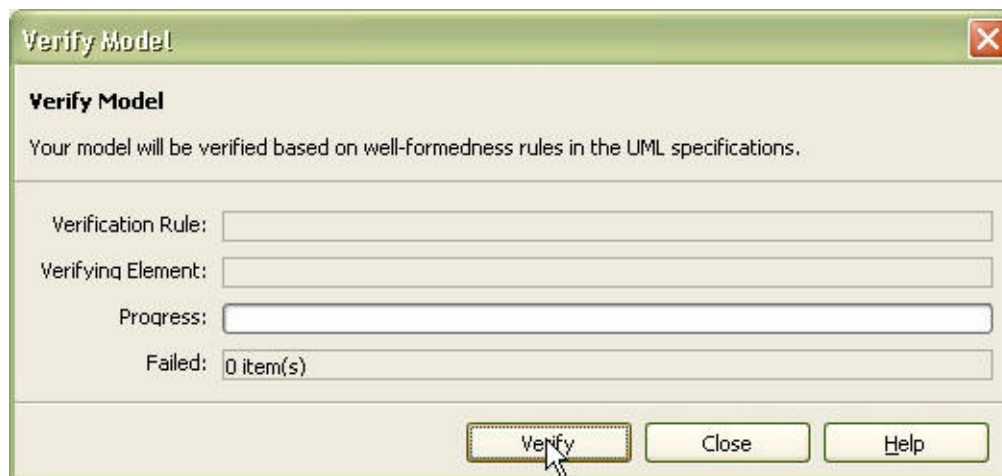 Verify Model
Verify Model
Your model will be verified based on well-formedness rules in the UML specifications.
Verification Rule:
Verifying Element:
Progress:
Failed: 0 item(s)
Verify Close Help